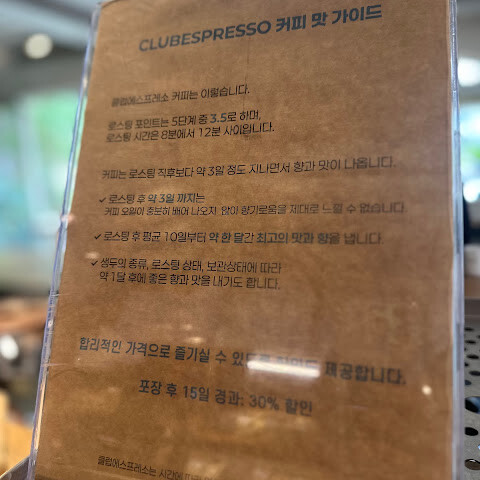 CLUBESPRESSO 커피 맛 가이드
클럽에스프레소 커피는 이렇습니다.
로스팅 포인트는 5단계 중 3.5로 하며,
로스팅 시간은 8분에서 12분 사이입니다.
커피는 로스팅 직후보다 약 3일 정도 지나면서 향과 맛이 나옵니다.
✓ 로스팅 후 약 3일 까지는
커피 오일이 충분히 배어 나오지 않아 향기로움을 제대로 느낄 수 없습니다.
✓ 로스팅 후 평균 10일부터 약 한 달간 최고의 맛과 향을 냅니다.
✓ 생두의 종류, 로스팅 상태, 보관상태에 따라
약 1달 후에 좋은 향과 맛을 내기도 합니다.
합리적인 가격으로 즐기실 수 있도록 제공합니다.
포장 후 15일 경과: 30% 할인
클럽에스프레소는 시간에